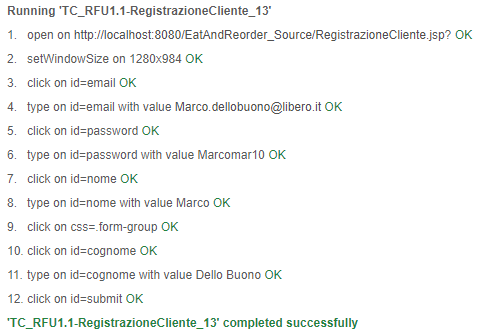 Running 'TC_RFU1.1-RegistrazioneCliente_13'
1. open on http://localhost:8080/EatAndReorder_Source/RegistrazioneCliente.jsp? OK
2. setWindowSize on 1280x984 OK
3. click on id=email OK
4. type on id=email with value Marco.dellobuono@libero.it OK
5. click on id=password OK
6. type on id=password with value Marcomar10 OK
7. click on id=nome OK
8. type on id=nome with value Marco OK
9. click on css=.form-group OK
10. click on id=cognome OK
11. type on id=cognome with value Dello Buono OK
12. click on id=submit OK
'TC_RFU1.1-RegistrazioneCliente_13' completed successfully